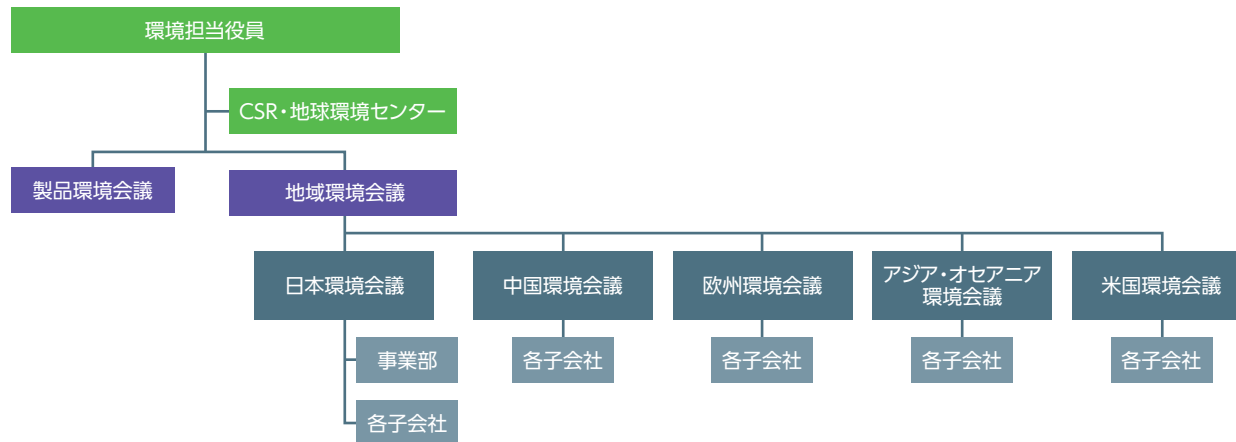 環境担当役員
CSR・地球環境センター
製品環境会議
地域環境会議
日本環境会議
中国環境会議
欧州環境会議
アジア・オセアニア
環境会議
米国環境会議
事業部
各子会社
各子会社
各子会社
各子会社
各子会社